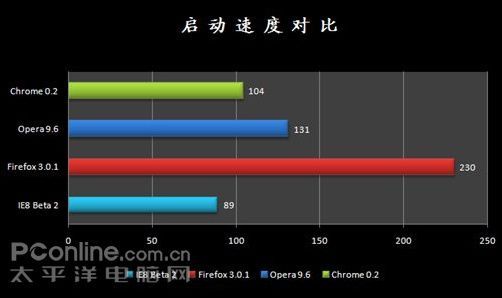 启动速度对比
Chrome 0.2
104
Opera 9.6
131
Firefox 3.0.1
230
IE8 Beta 2
89
0 50 100 150 200 250
PConline.com.cn
太平洋电脑网
IE8 Beta 2 Firefox 3.0.1 Opera 9.6 Chrome 0.2